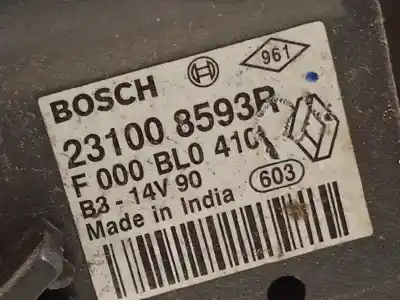 BOSCH
961
23100 8593R
F 000 BL0 410
B3 - 14V 90
603
Made in India